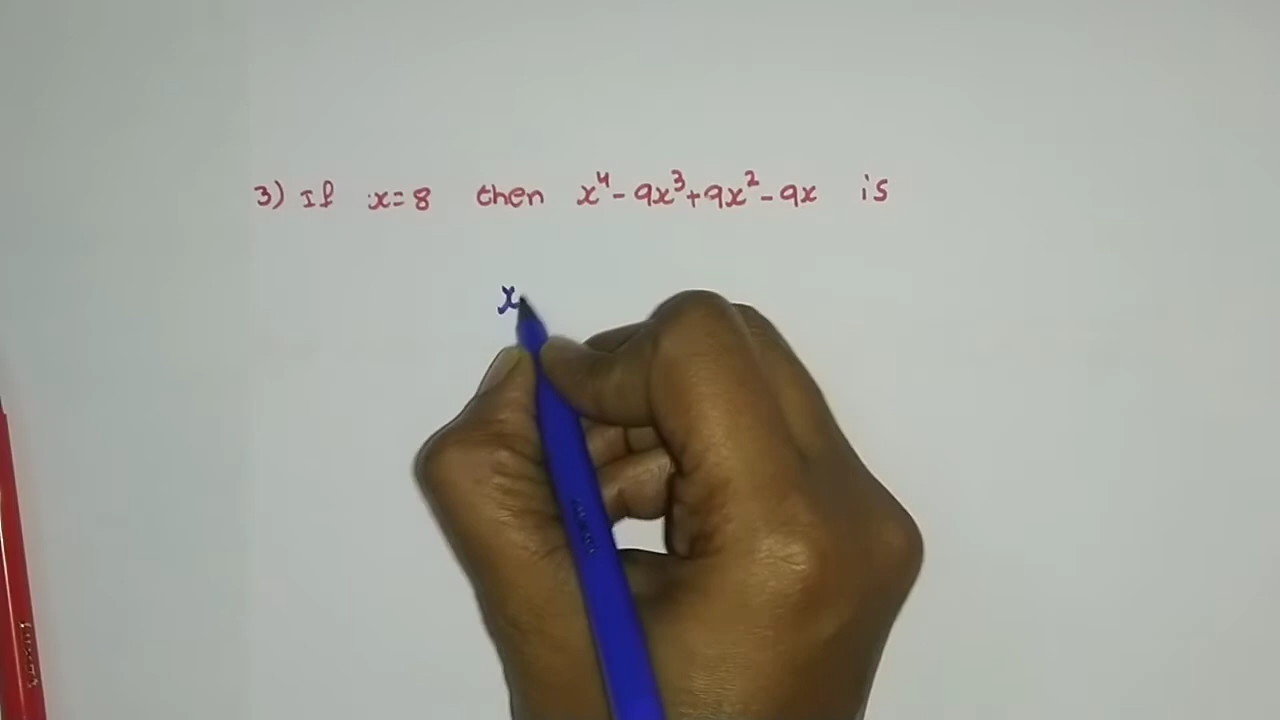 3) If x=8 then x⁴-9x³+9x²-9x is
x